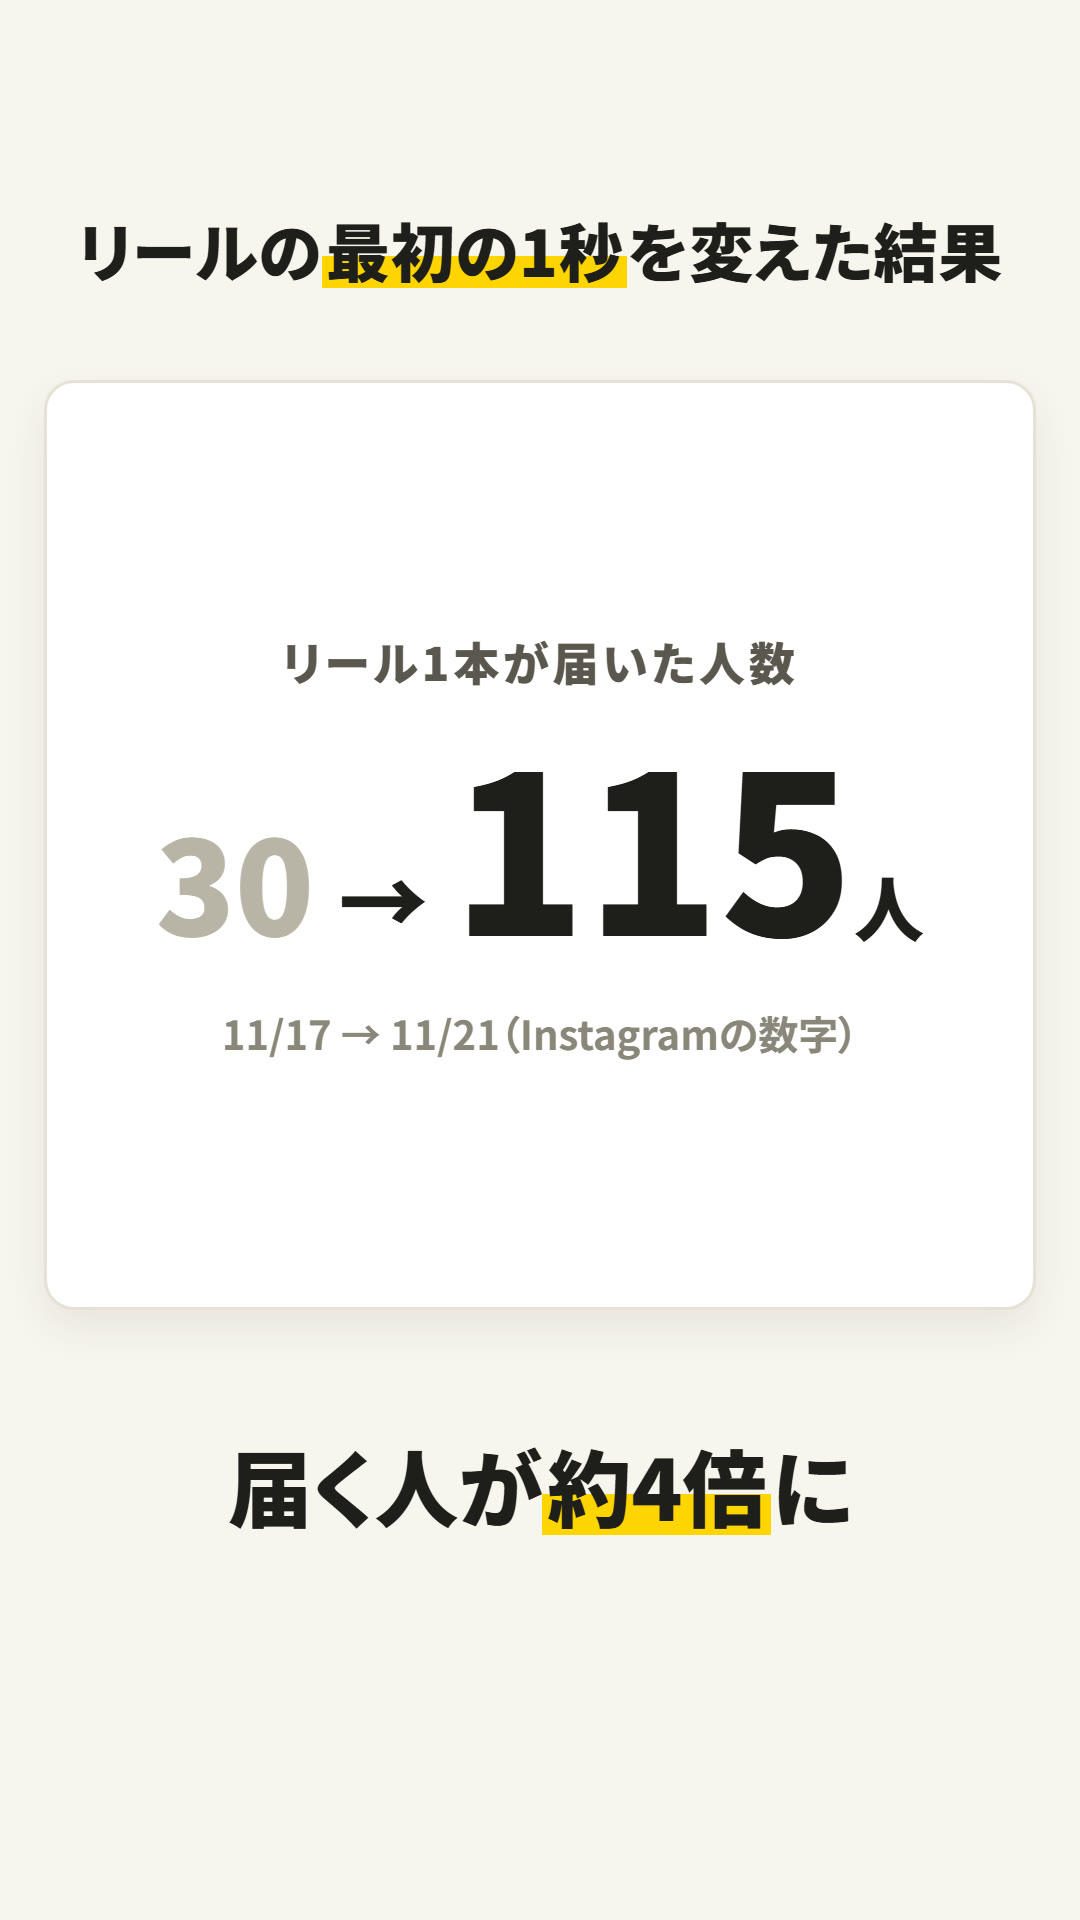 リールの最初の1秒を変えた結果
リール1本が届いた人数
30 → 115人
11/17 → 11/21（Instagramの数字）
届く人が約4倍に